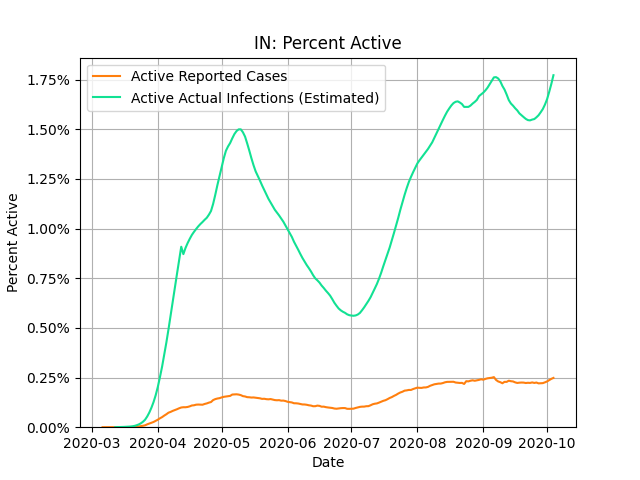 IN: Percent Active
Active Reported Cases
Active Actual Infections (Estimated)
1.75%
1.50%
1.25%
1.00%
0.75%
0.50%
0.25%
0.00%
Percent Active
2020-03 2020-04 2020-05 2020-06 2020-07 2020-08 2020-09 2020-10
Date